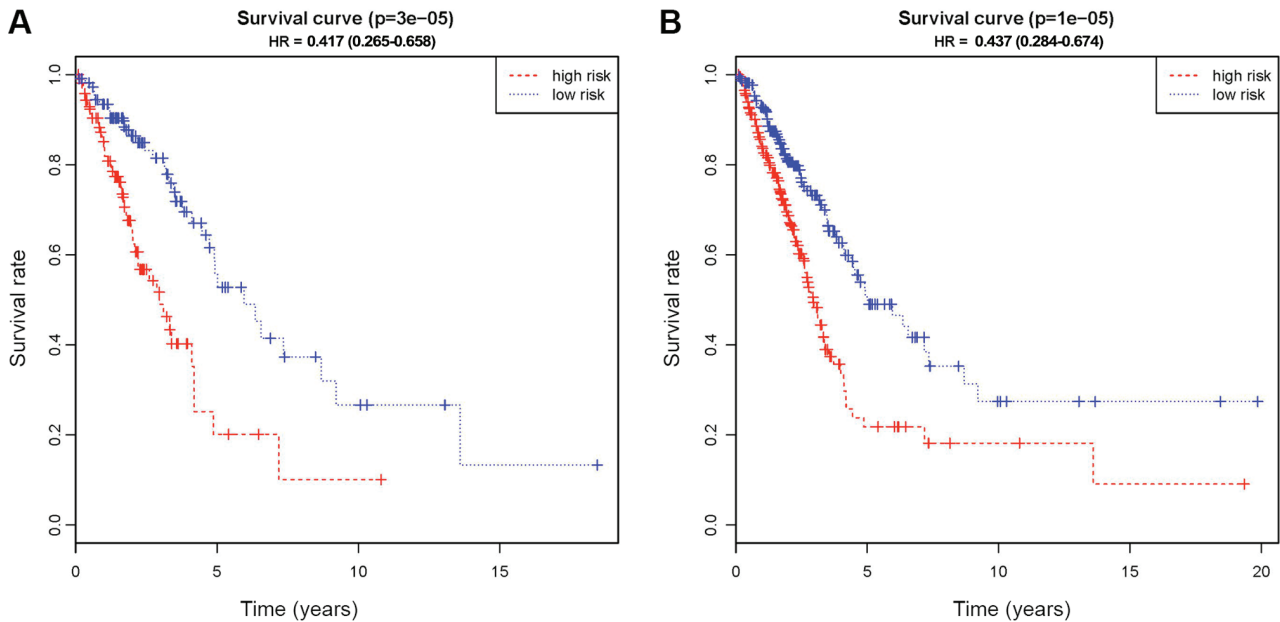 A
Survival curve (p=3e−05)
HR = 0.417 (0.265-0.658)
high risk
low risk
1.0
0.8
0.6
0.4
0.2
0.0
Survival rate
0
5
10
15
Time (years)
B
Survival curve (p=1e−05)
HR = 0.437 (0.284-0.674)
high risk
low risk
1.0
0.8
0.6
0.4
0.2
0.0
Survival rate
0
5
10
15
20
Time (years)